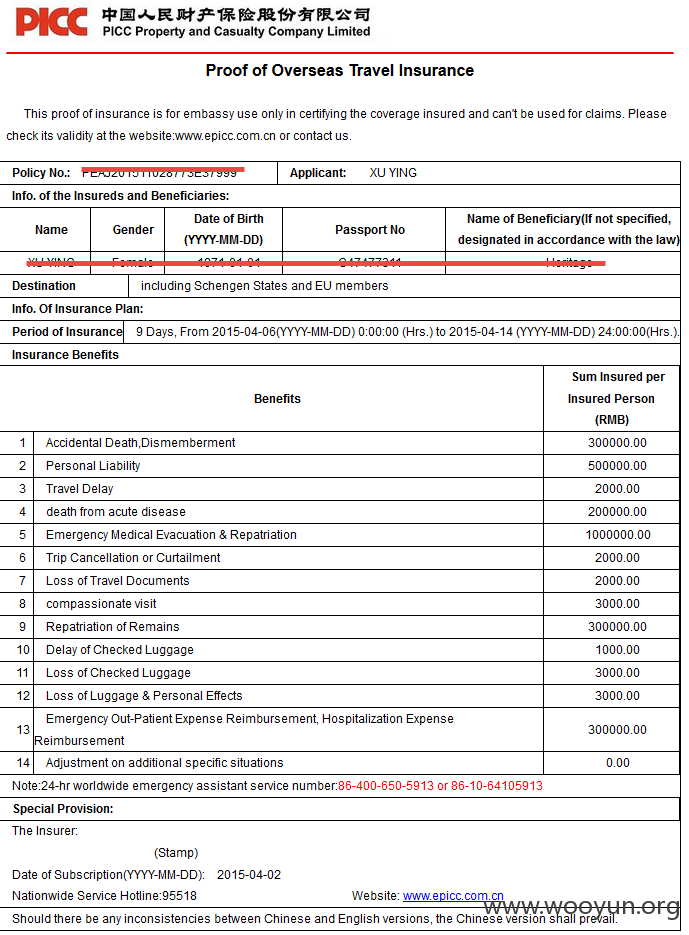 PICC 中国人民财产保险股份有限公司
PICC Property and Casualty Company Limited
Proof of Overseas Travel Insurance
This proof of insurance is for embassy use only in certifying the coverage insured and can't be used for claims. Please
check its validity at the website:www.epicc.com.cn or contact us.
Policy No.: Applicant: XU YING
Info. of the Insureds and Beneficiaries:
Name Gender Date of Birth (YYYY-MM-DD) Passport No Name of Beneficiary(If not specified, designated in accordance with the law)
Destination including Schengen States and EU members
Info. Of Insurance Plan:
Period of Insurance 9 Days, From 2015-04-06(YYYY-MM-DD) 0:00:00 (Hrs.) to 2015-04-14 (YYYY-MM-DD) 24:00:00(Hrs.).
Insurance Benefits
Benefits Sum Insured per Insured Person (RMB)
1 Accidental Death,Dismemberment 300000.00
2 Personal Liability 500000.00
3 Travel Delay 2000.00
4 death from acute disease 200000.00
5 Emergency Medical Evacuation & Repatriation 1000000.00
6 Trip Cancellation or Curtailment 2000.00
7 Loss of Travel Documents 2000.00
8 compassionate visit 3000.00
9 Repatriation of Remains 300000.00
10 Delay of Checked Luggage 1000.00
11 Loss of Checked Luggage 3000.00
12 Loss of Luggage & Personal Effects 3000.00
13 Emergency Out-Patient Expense Reimbursement, Hospitalization Expense
Reimbursement 300000.00
14 Adjustment on additional specific situations 0.00
Note:24-hr worldwide emergency assistant service number:86-400-650-5913 or 86-10-64105913
Special Provision:
The Insurer:
(Stamp)
Date of Subscription(YYYY-MM-DD): 2015-04-02
Nationwide Service Hotline:95518 Website: www.epicc.com.cn
www.wooyun.org
Should there be any inconsistencies between Chinese and English versions, the Chinese version shall prevail.